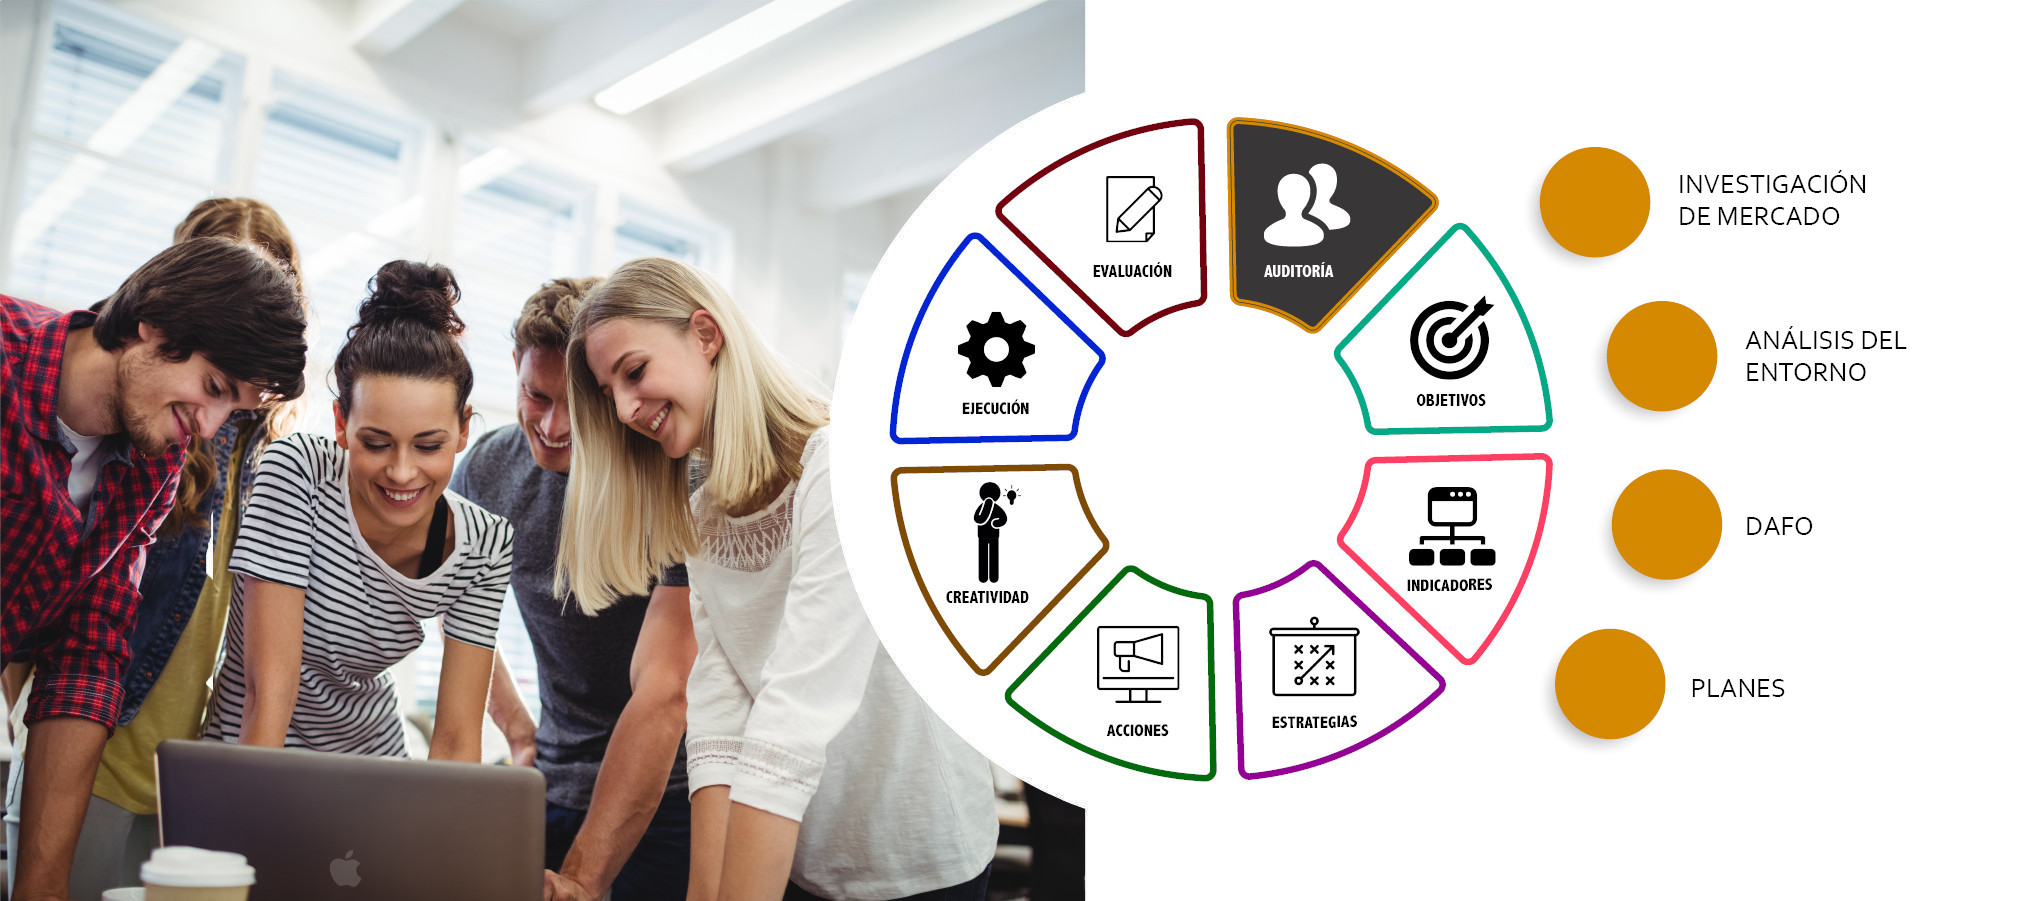 EVALUACIÓN
AUDITORÍA
OBJETIVOS
INDICADORES
ESTRATEGIAS
ACCIONES
CREATIVIDAD
EJECUCIÓN
INVESTIGACIÓN
DE MERCADO
ANÁLISIS DEL
ENTORNO
DAFO
PLANES